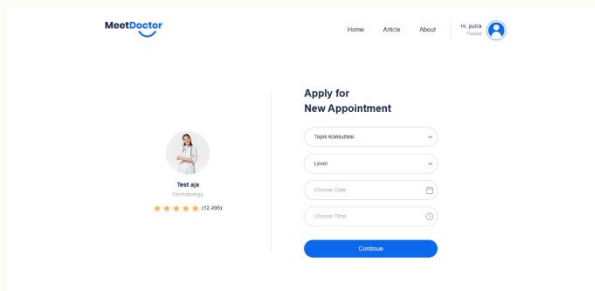 MeetDoctor
Home Article About
Hi, putra
Pasien
Apply for
New Appointment
Topik Konsultasi
Level
Choose Date
Choose Time
Continue
Test aja
Dermatology
(12,495)